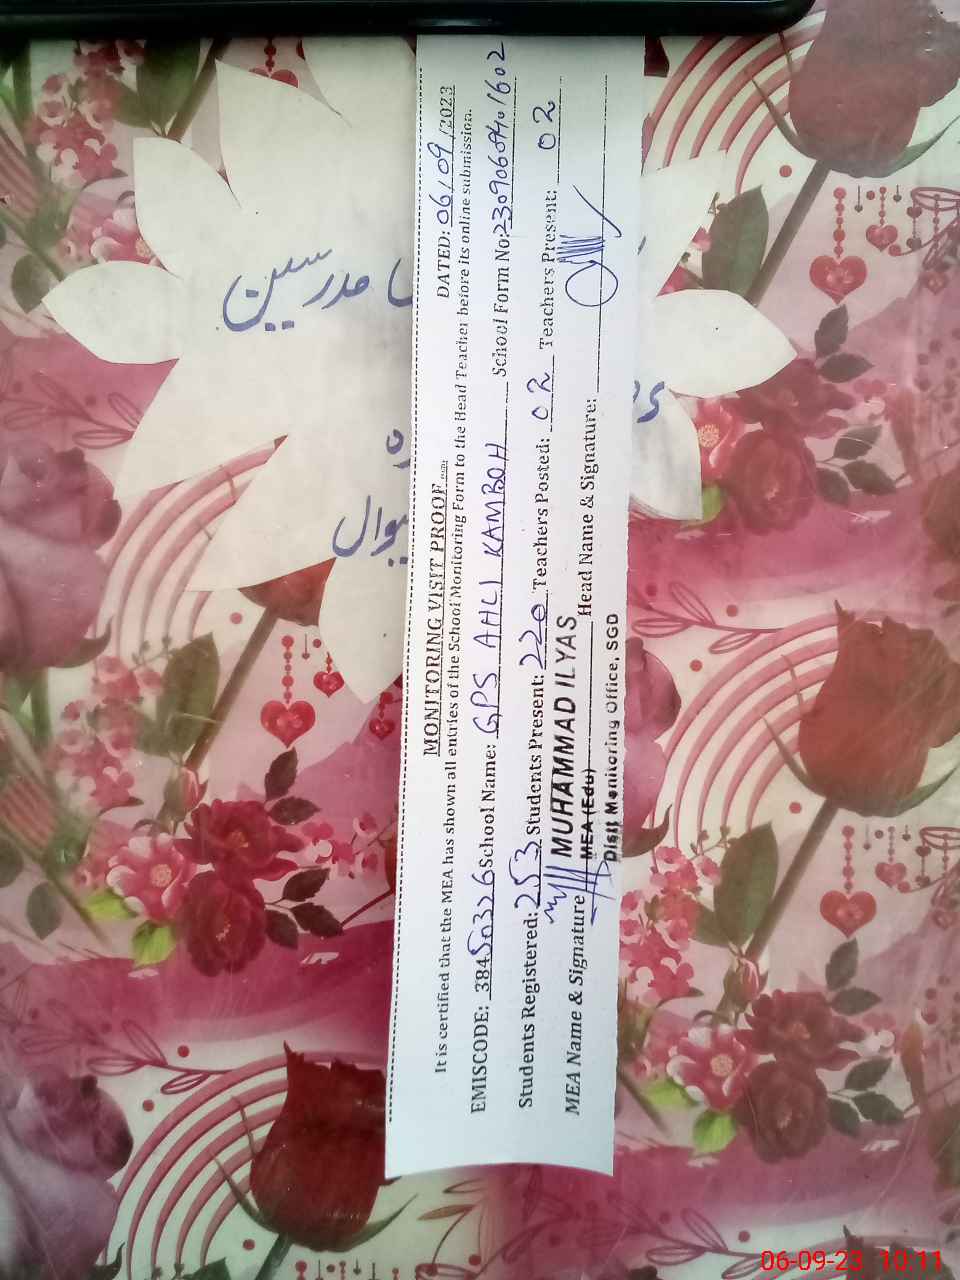 MONITORING VISIT PROOF
DATED: 06/09/2023
It is certified that the MEA has shown all entries of the School Monitoring Form to the Head Teacher before its online submission.
EMISCODE: 38450326 School Name: GPS AHLI KAMBOH School Form No: 23090609401602
Students Registered: 253 Students Present: 220 Teachers Posted: 02 Teachers Present: 02
MEA Name & Signature MUHAMMAD ILYAS Head Name & Signature:
MEA (Edu)
Distt Monitoring Office, SGD
مدرسین
06-09-23 10:11